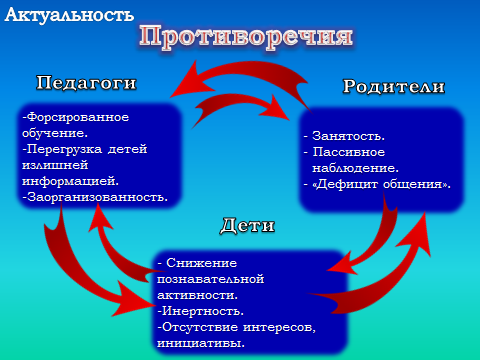 Актуальность
Противоречия
Педагоги
-Форсированное
обучение.
-Перегрузка детей
излишней
информацией.
-Заорганизованность.
Родители
- Занятость.
- Пассивное
наблюдение.
- «Дефицит общения».
Дети
- Снижение
познавательной
активности.
-Инертность.
-Отсутствие интересов,
инициативы.